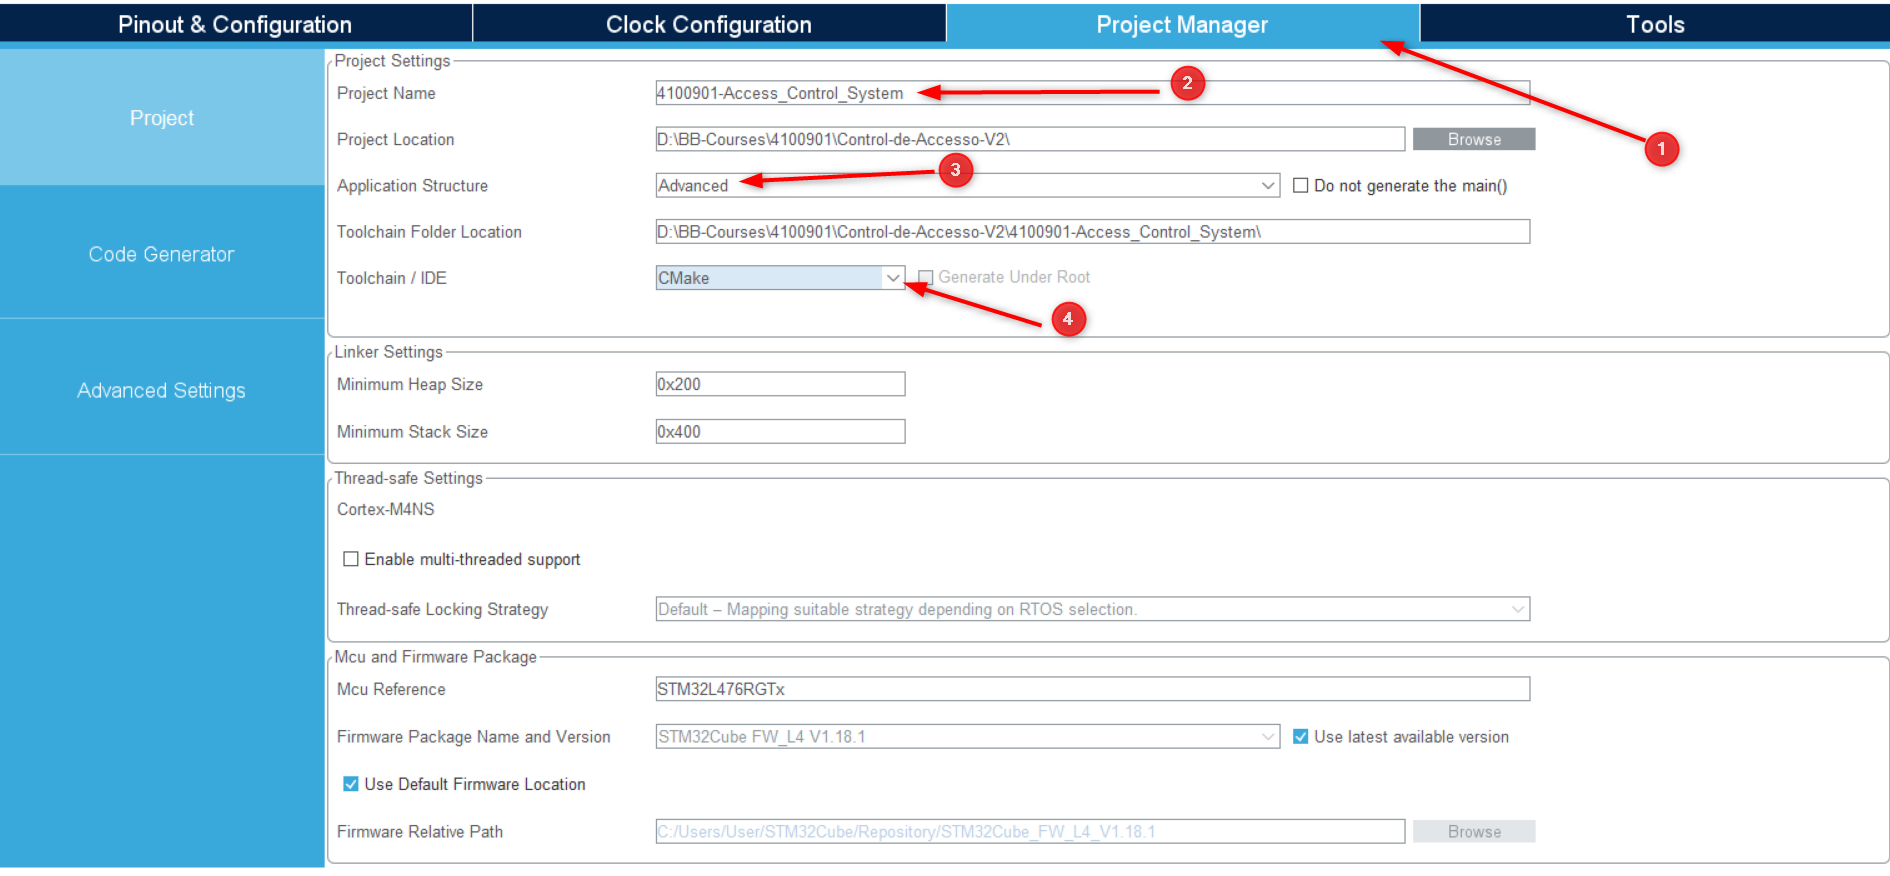 Pinout & Configuration Clock Configuration Project Manager Tools
Project
Code Generator
Advanced Settings
Project Settings
Project Name 4100901-Access_Control_System 2
Project Location D:\BB-Courses\4100901\Control-de-Accesso-V2\ Browse 1
Application Structure Advanced 3 Do not generate the main()
Toolchain Folder Location D:\BB-Courses\4100901\Control-de-Accesso-V2\4100901-Access_Control_System\
Toolchain / IDE CMake Generate Under Root
4
Linker Settings
Minimum Heap Size 0x200
Minimum Stack Size 0x400
Thread-safe Settings
Cortex-M4NS
Enable multi-threaded support
Thread-safe Locking Strategy Default – Mapping suitable strategy depending on RTOS selection.
Mcu and Firmware Package
Mcu Reference STM32L476RGTx
Firmware Package Name and Version STM32Cube FW_L4 V1.18.1 Use latest available version
Use Default Firmware Location
Firmware Relative Path C:/Users/User/STM32Cube/Repository/STM32Cube_FW_L4_V1.18.1 Browse